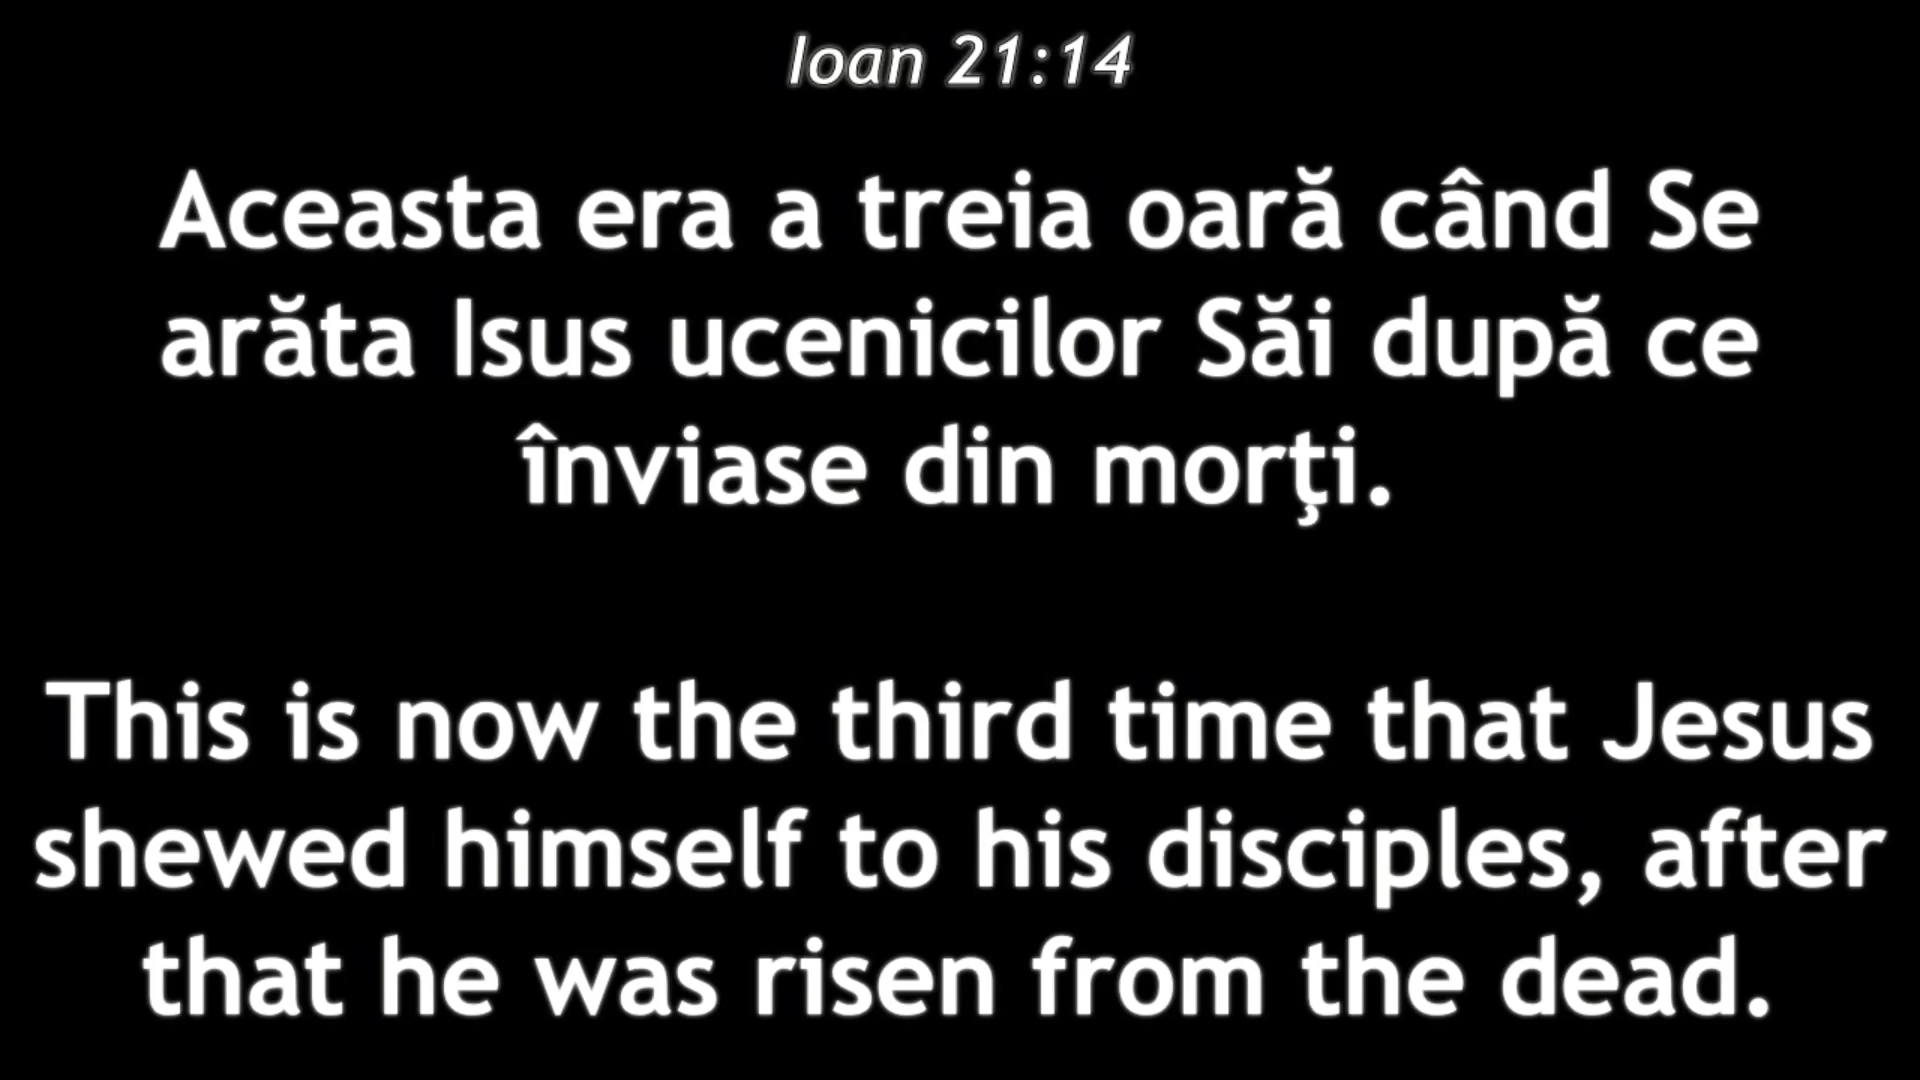 Ioan 21:14
Aceasta era a treia oară când Se
arăta Isus ucenicilor Săi după ce
înviase din morţi.
This is now the third time that Jesus
shewed himself to his disciples, after
that he was risen from the dead.